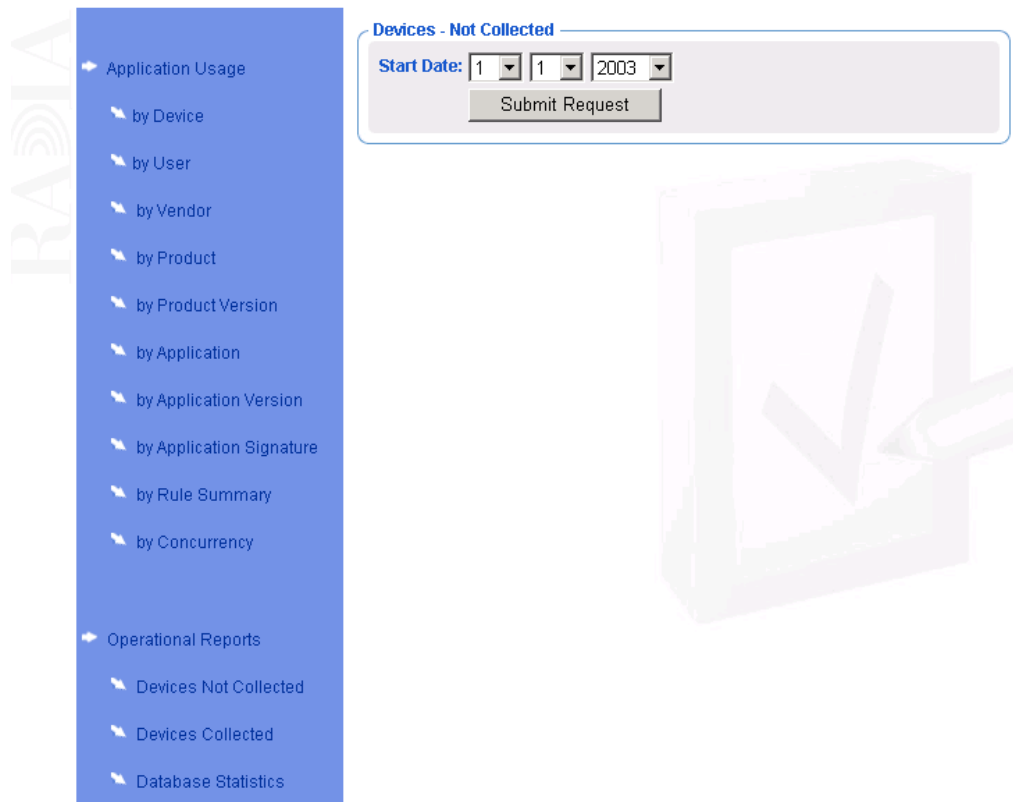 RADIA
Application Usage
by Device
by User
by Vendor
by Product
by Product Version
by Application
by Application Version
by Application Signature
by Rule Summary
by Concurrency
Operational Reports
Devices Not Collected
Devices Collected
Database Statistics
Devices - Not Collected
Start Date: 1 1 2003
Submit Request